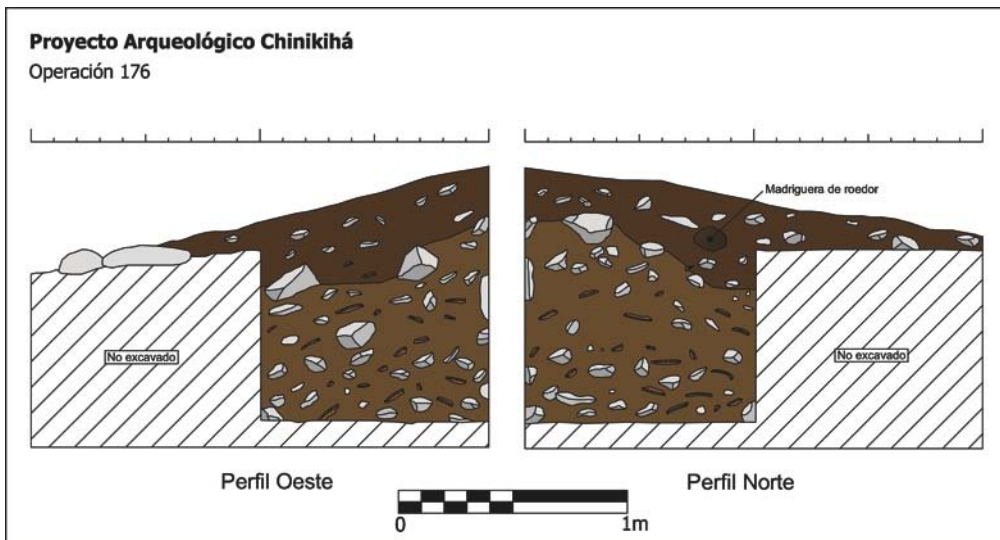 Proyecto Arqueológico Chinikihá
Operación 176
Madriguera de roedor
No excavado
No excavado
Perfil Oeste
Perfil Norte
0
1m